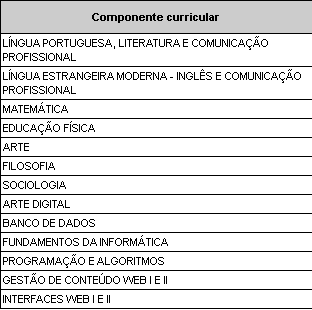 Componente curricular
LÍNGUA PORTUGUESA, LITERATURA E COMUNICAÇÃO
PROFISSIONAL
LÍNGUA ESTRANGEIRA MODERNA - INGLÊS E COMUNICAÇÃO
PROFISSIONAL
MATEMÁTICA
EDUCAÇÃO FÍSICA
ARTE
FILOSOFIA
SOCIOLOGIA
ARTE DIGITAL
BANCO DE DADOS
FUNDAMENTOS DA INFORMÁTICA
PROGRAMAÇÃO E ALGORITMOS
GESTÃO DE CONTEÚDO WEB I E II
INTERFACES WEB I E II